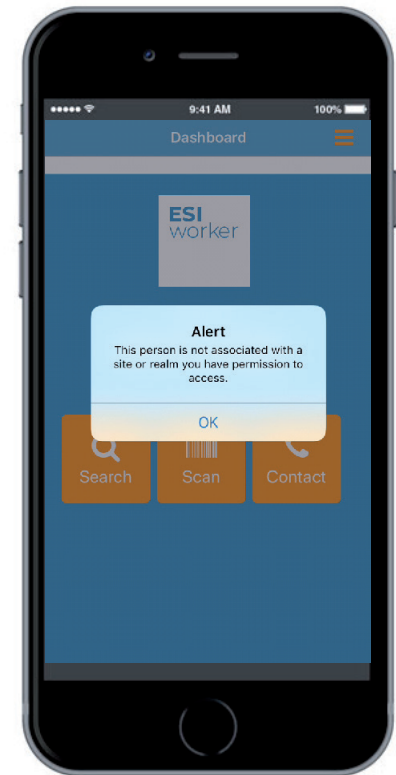 9:41 AM 100%
Dashboard
ESI
worker
Alert
This person is not associated with a
site or realm you have permission to
access.
OK
Search Scan Contact